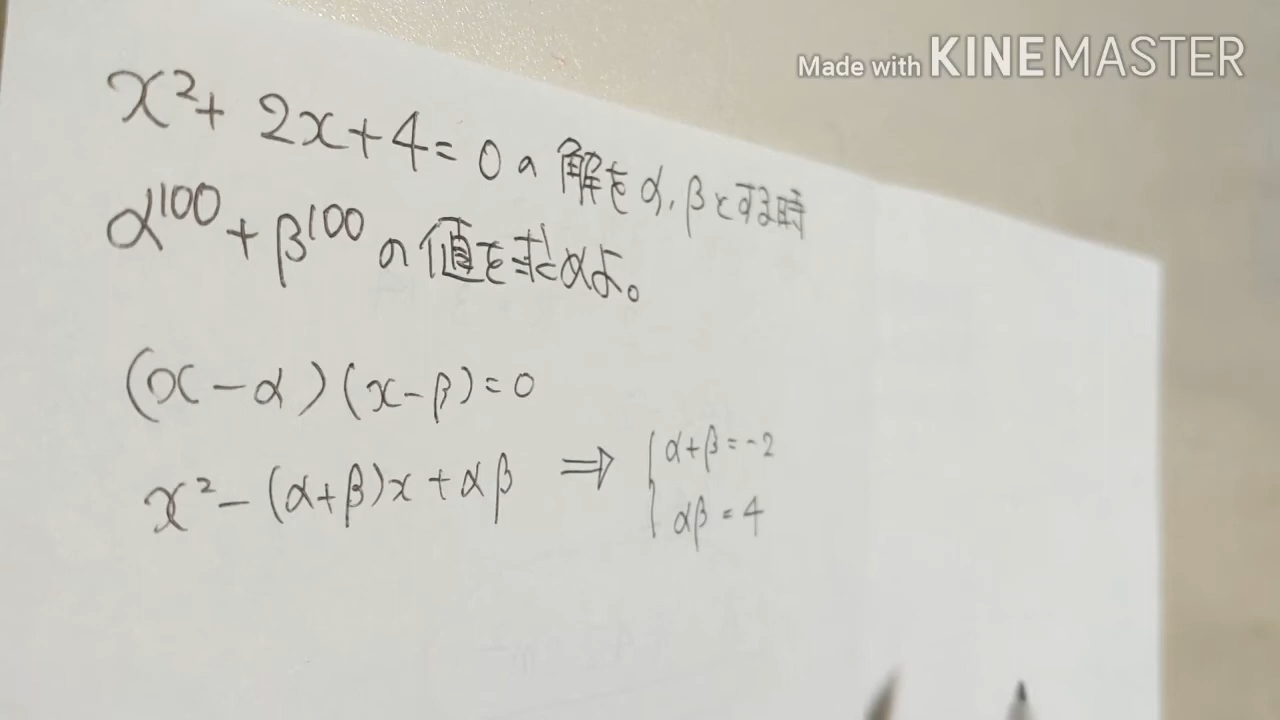 Made with KINEMASTER
x²+ 2x+4=0の解をα,βとする時
α¹⁰⁰+β¹⁰⁰の値を求めよ。
(x-α)(x-β)=0
x²-(α+β)x+αβ ⇒ { α+β=-2
αβ=4